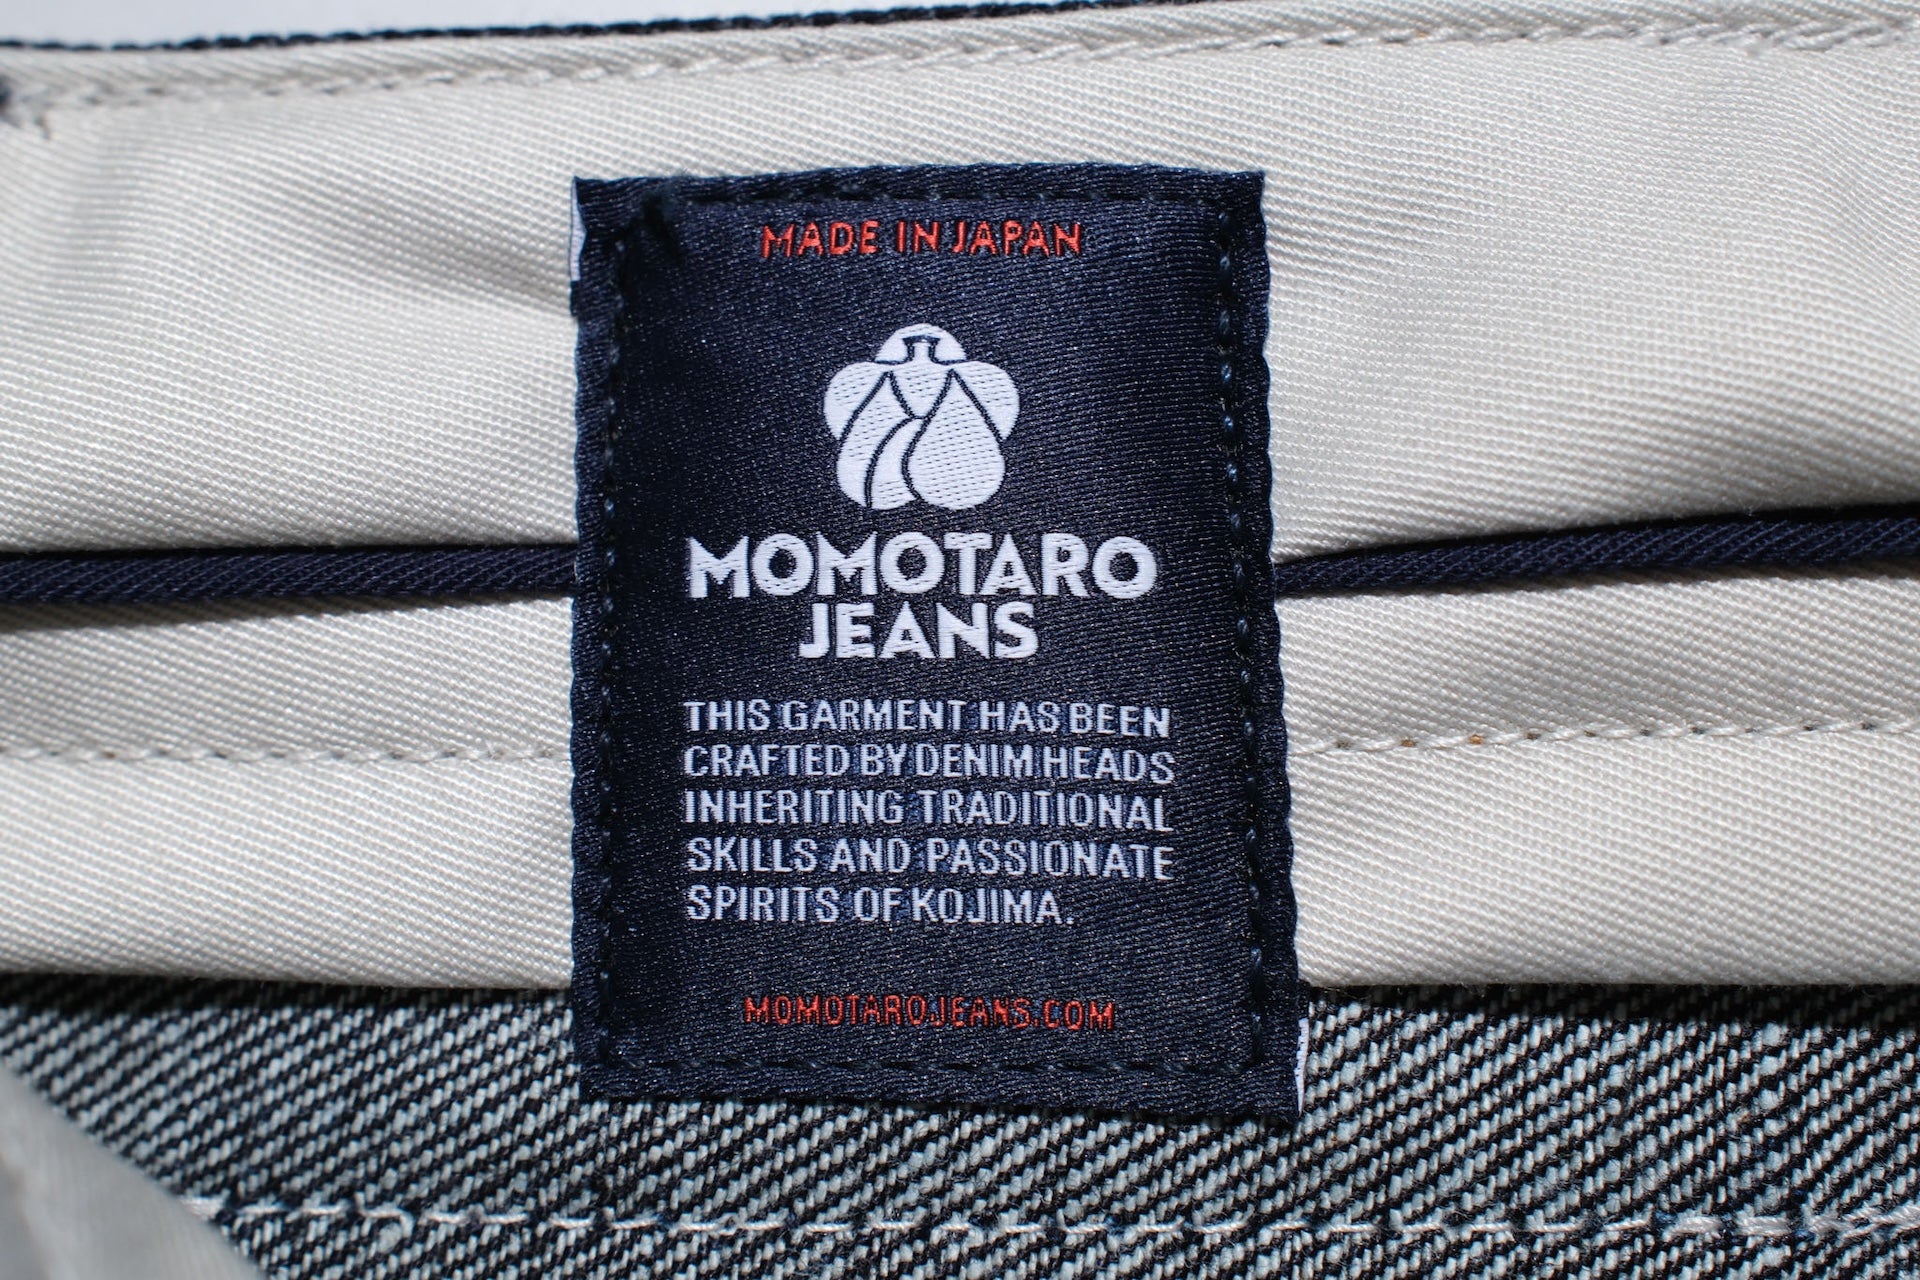 MADE IN JAPAN
MOMOTARO
JEANS
THIS GARMENT HAS BEEN
CRAFTED BY DENIM HEADS
INHERITING TRADITIONAL
SKILLS AND PASSIONATE
SPIRITS OF KOJIMA.
MOMOTAROJEANS.COM